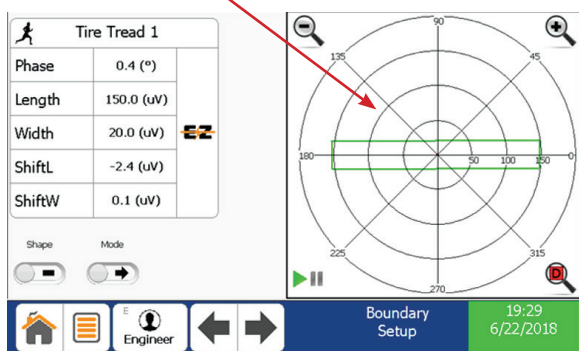 Tire Tread 1
Phase 0.4 (º)
Length 150.0 (uV)
Width 20.0 (uV)
EZ
ShiftL -2.4 (uV)
ShiftW 0.1 (uV)
Shape Mode
90
135 45
180 50 100 150 0
225 315
270
D
E
Engineer
Boundary
Setup
19:29
6/22/2018